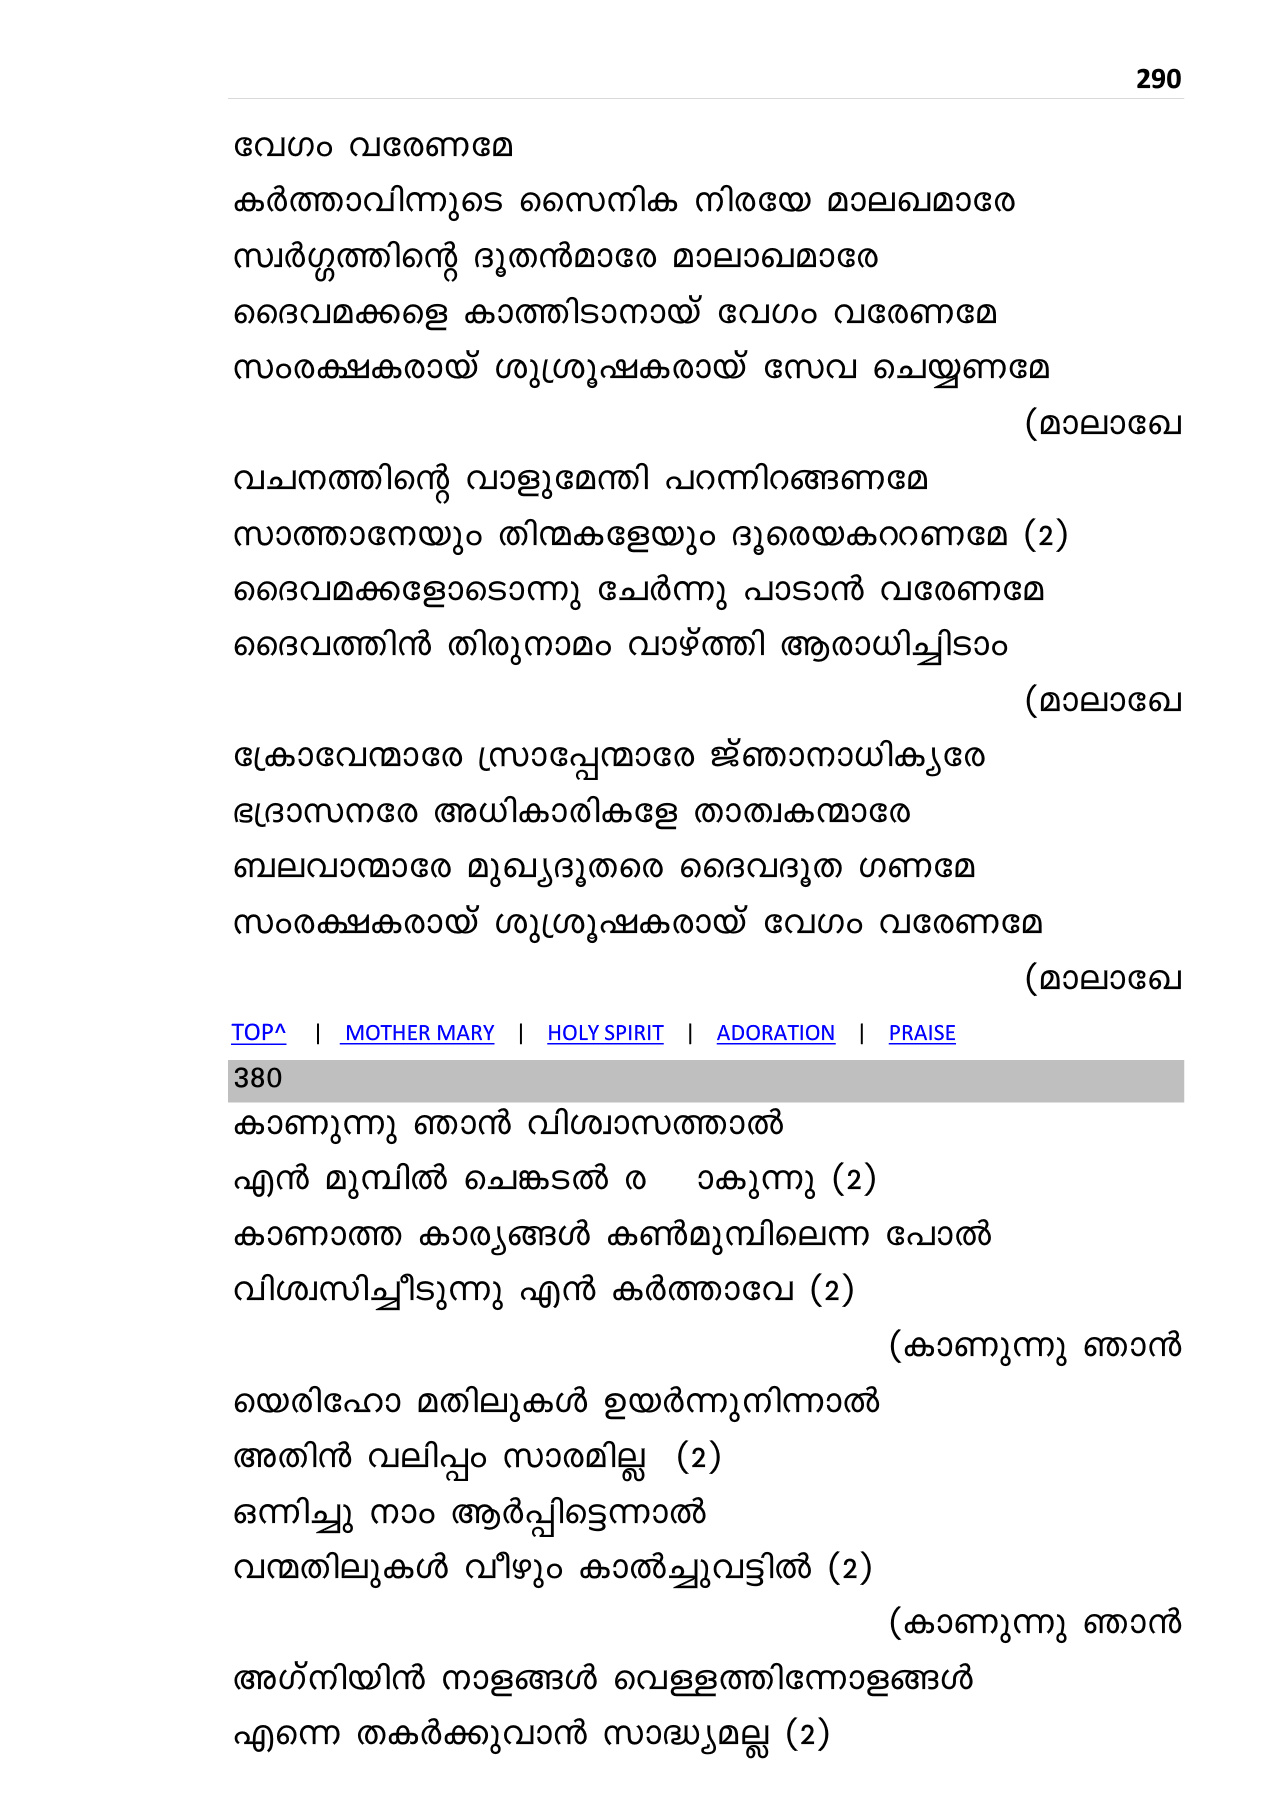 290
വേഗം വരേണമേ
കർത്താവിന്നുടെ സൈനിക നിരയേ മാലഖമാരേ
സ്വർഗ്ഗത്തിന്റെ ദൂതൻമാരേ മാലാഖമാരേ
ദൈവമക്കളെ കാത്തിടാനായ് വേഗം വരേണമേ
സംരക്ഷകരായ് ശുശ്രൂഷകരായ് സേവ ചെയ്യണമേ
(മാലാഖേ
വചനത്തിന്റെ വാളുമേന്തി പറന്നിറങ്ങണമേ
സാത്താനേയും തിന്മകളേയും ദൂരെയകററണമേ (2)
ദൈവമക്കളോടൊന്നു ചേർന്നു പാടാൻ വരേണമേ
ദൈവത്തിൻ തിരുനാമം വാഴ്ത്തി ആരാധിച്ചിടാം
(മാലാഖേ
ക്രോവേന്മാരേ സ്രാപ്പേന്മാരേ ജ്ഞാനാധിക്യരേ
ഭദ്രാസനരേ അധികാരികളേ താത്വകന്മാരേ
ബലവാന്മാരേ മുഖ്യദൂതരെ ദൈവദൂത ഗണമേ
സംരക്ഷകരായ് ശുശ്രൂഷകരായ് വേഗം വരേണമേ
(മാലാഖേ
TOP^ | MOTHER MARY | HOLY SPIRIT | ADORATION | PRAISE
380
കാണുന്നു ഞാൻ വിശ്വാസത്താൽ
എൻ മുമ്പിൽ ചെങ്കടൽ ര ാകുന്നു (2)
കാണാത്ത കാര്യങ്ങൾ കൺമുമ്പിലെന്ന പോൽ
വിശ്വസിച്ചീടുന്നു എൻ കർത്താവേ (2)
(കാണുന്നു ഞാൻ
യെരിഹോ മതിലുകൾ ഉയർന്നുനിന്നാൽ
അതിൻ വലിപ്പം സാരമില്ല (2)
ഒന്നിച്ചു നാം ആർപ്പിട്ടെന്നാൽ
വന്മതിലുകൾ വീഴും കാൽച്ചുവട്ടിൽ (2)
(കാണുന്നു ഞാൻ
അഗ്നിയിൻ നാളങ്ങൾ വെള്ളത്തിന്നോളങ്ങൾ
എന്നെ തകർക്കുവാൻ സാദ്ധ്യമല്ല (2)